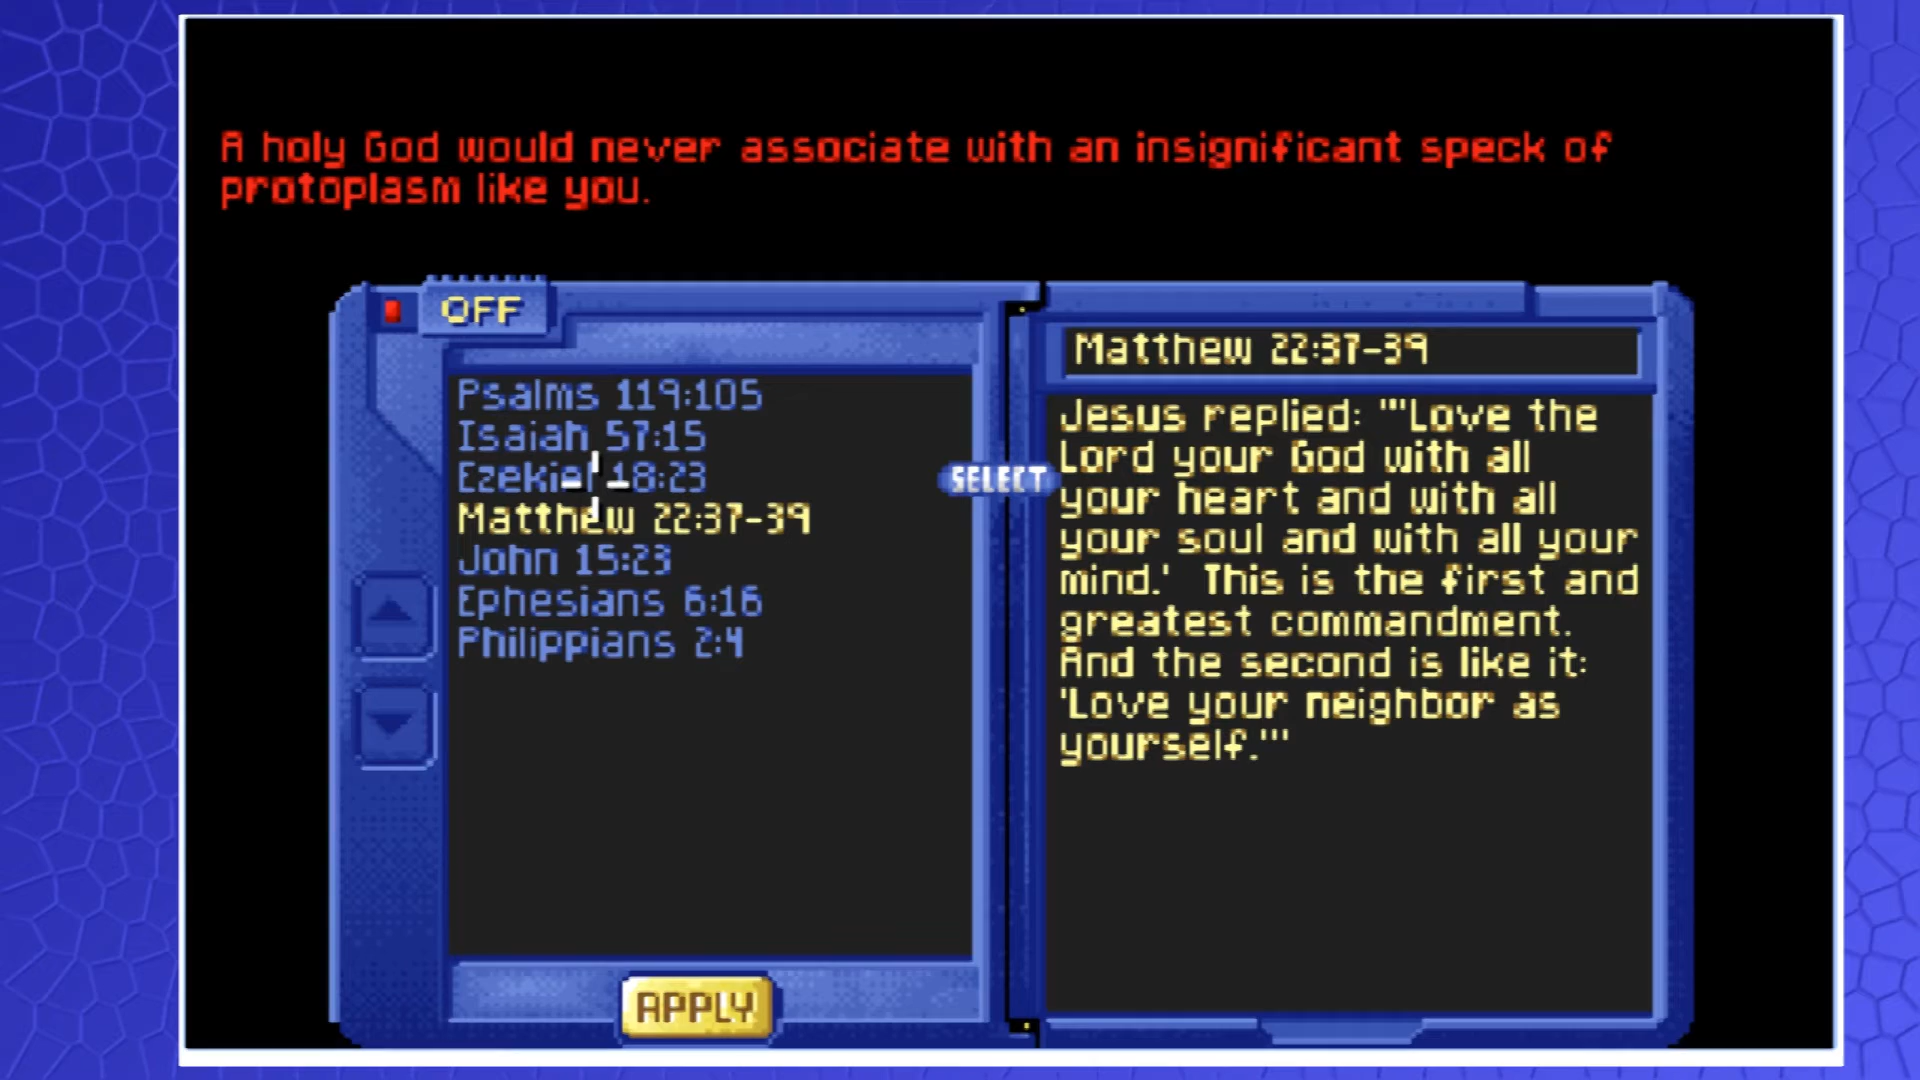 A holy God would never associate with an insignificant speck of
protoplasm like you.
OFF
Psalms 119:105
Isaiah 57:15
Ezekiel 18:23
Matthew 22:37-39
John 15:23
Ephesians 6:16
Philippians 2:4
APPLY
SELECT
Matthew 22:37-39
Jesus replied: "'Love the
Lord your God with all
your heart and with all
your soul and with all your
mind.' This is the first and
greatest commandment.
And the second is like it:
'Love your neighbor as
yourself.'"